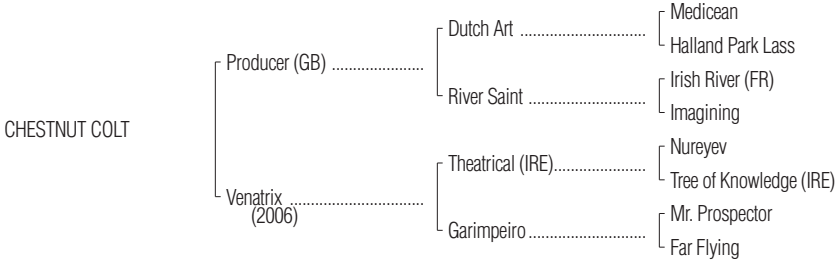 Medicean
Dutch Art ..............................
Halland Park Lass
Producer (GB) ......................
Irish River (FR)
River Saint ............................
Imagining
CHESTNUT COLT
Nureyev
Theatrical (IRE)......................
Tree of Knowledge (IRE)
Venatrix ................................
(2006)
Mr. Prospector
Garimpeiro ............................
Far Flying